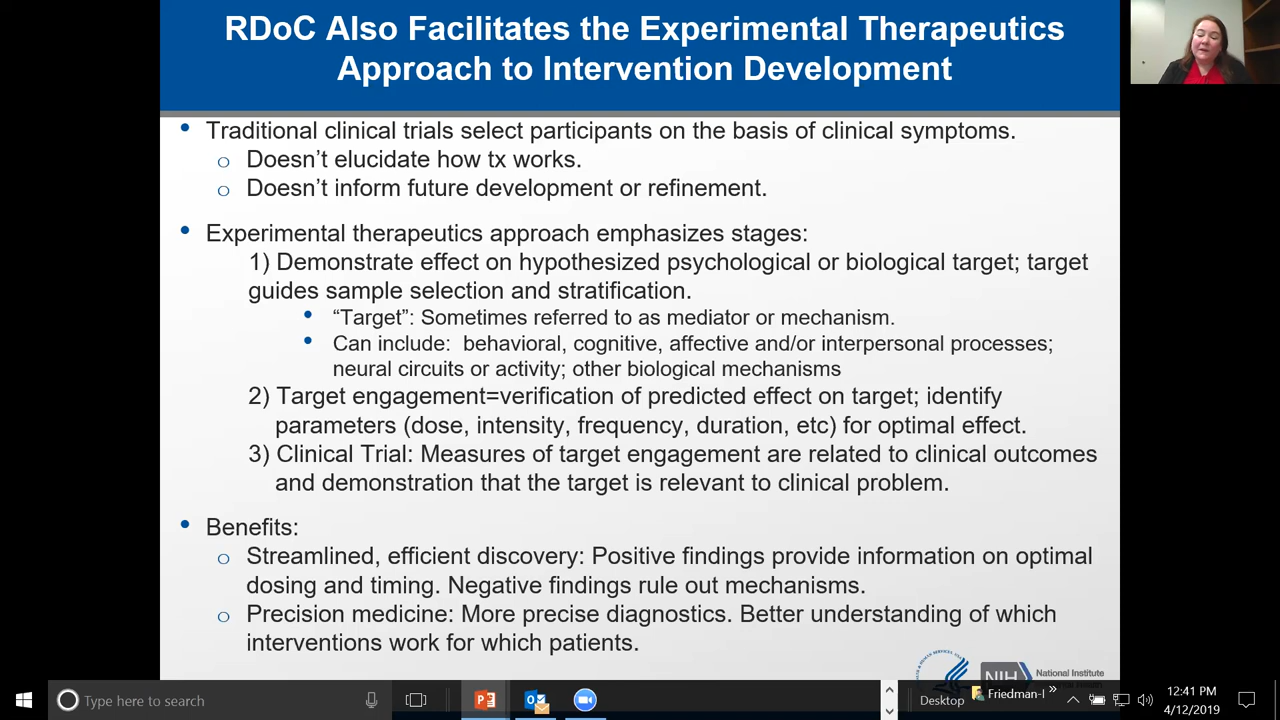 RDoC Also Facilitates the Experimental Therapeutics
Approach to Intervention Development
• Traditional clinical trials select participants on the basis of clinical symptoms.
o Doesn’t elucidate how tx works.
o Doesn’t inform future development or refinement.
• Experimental therapeutics approach emphasizes stages:
1) Demonstrate effect on hypothesized psychological or biological target; target
guides sample selection and stratification.
• “Target”: Sometimes referred to as mediator or mechanism.
• Can include: behavioral, cognitive, affective and/or interpersonal processes;
neural circuits or activity; other biological mechanisms
2) Target engagement=verification of predicted effect on target; identify
parameters (dose, intensity, frequency, duration, etc) for optimal effect.
3) Clinical Trial: Measures of target engagement are related to clinical outcomes
and demonstration that the target is relevant to clinical problem.
• Benefits:
o Streamlined, efficient discovery: Positive findings provide information on optimal
dosing and timing. Negative findings rule out mechanisms.
o Precision medicine: More precise diagnostics. Better understanding of which
interventions work for which patients.
NIH
National Institute
Type here to search
Desktop
Friedman-I
12:41 PM
4/12/2019